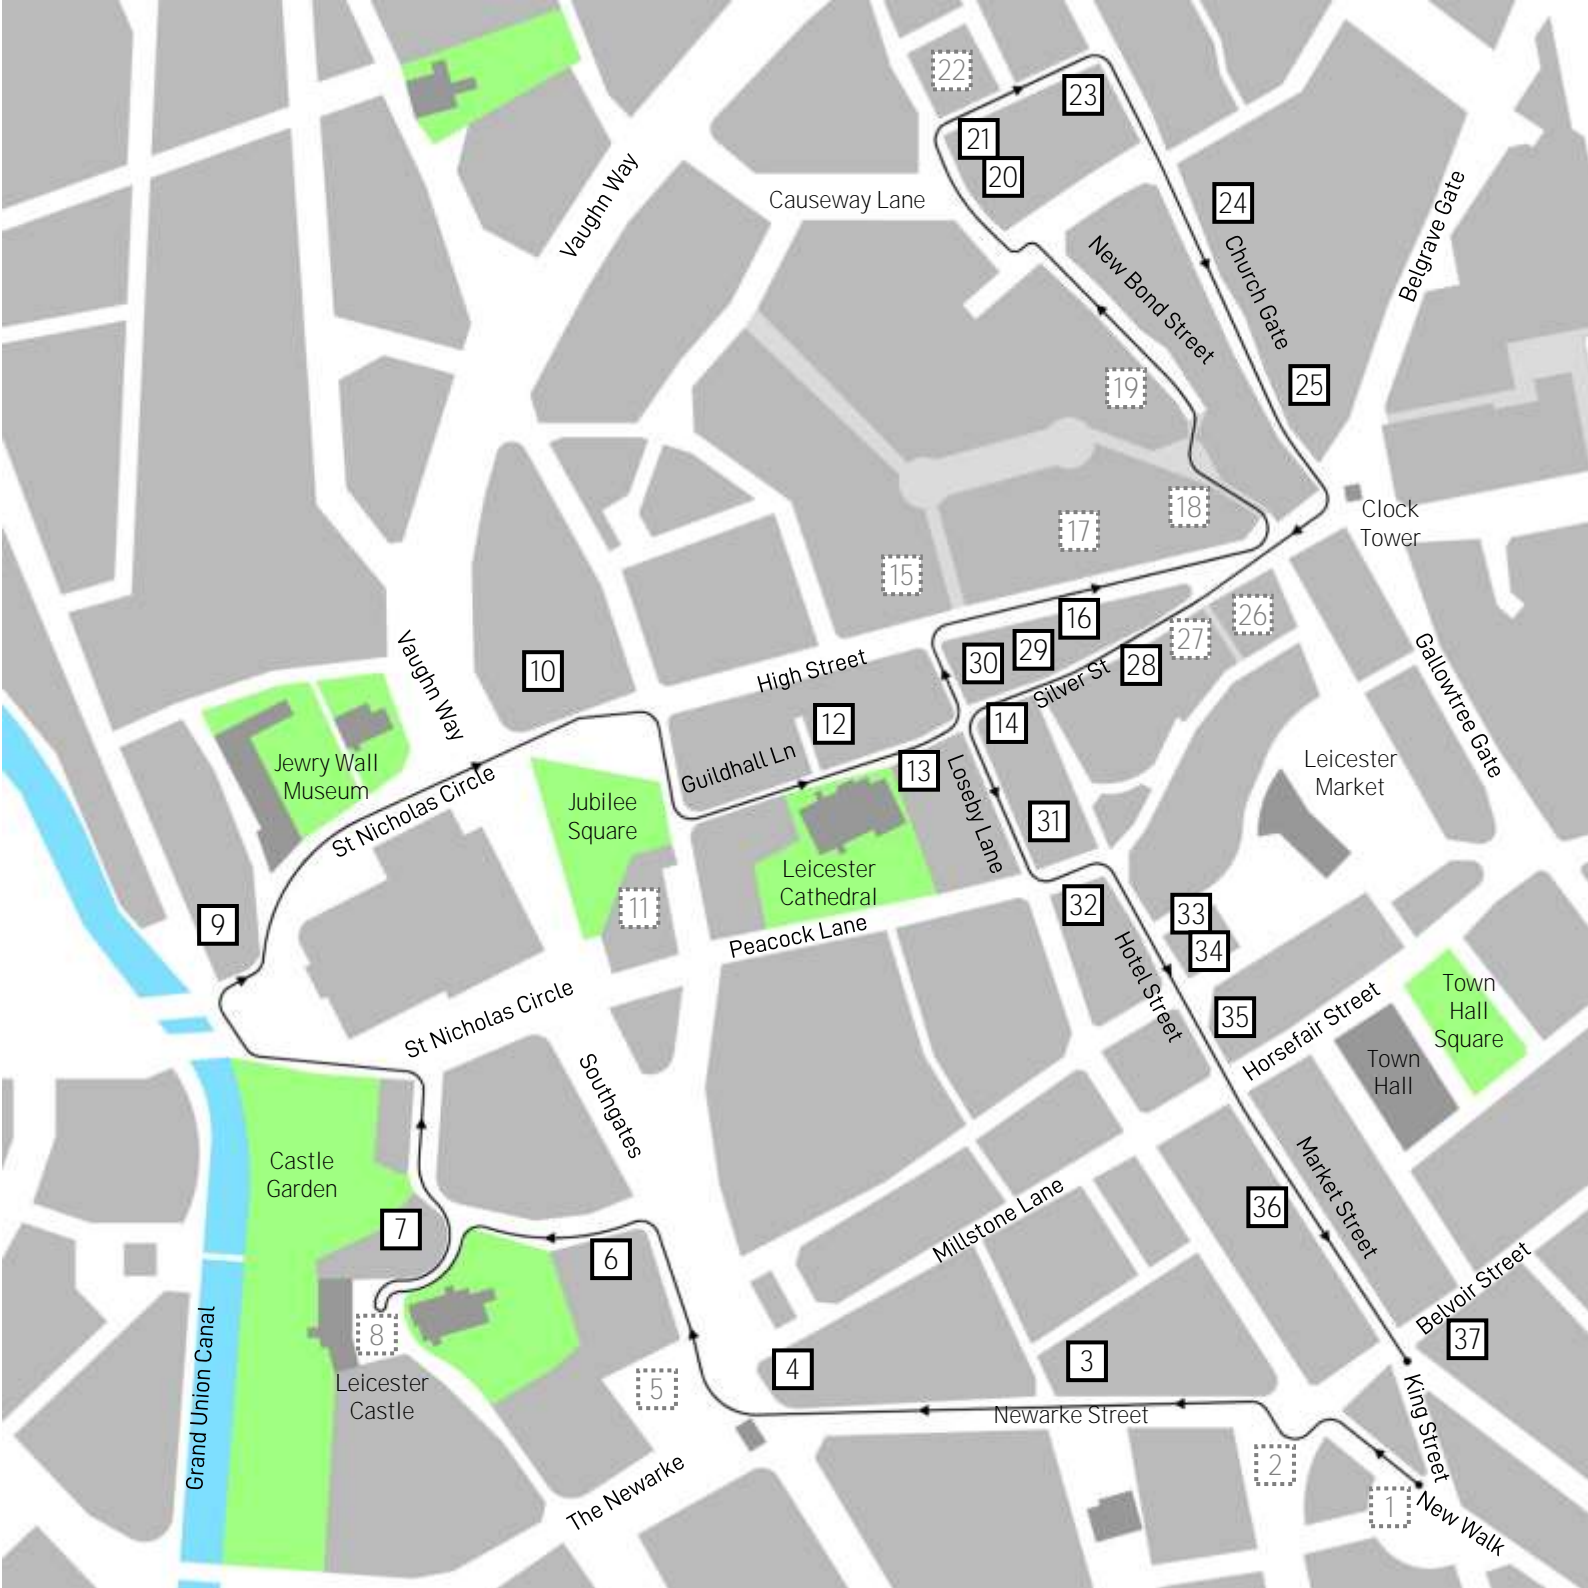 22
23
21
20
Causeway Lane
Vaughn Way
24
Belgrave Gate
New Bond Street
Church Gate
19
25
18
17
Clock
Tower
15
16
26
27
29
28
30
Silver St
High Street
Vaughn Way
10
12
14
Gallowtree Gate
Guildhall Ln
13
Loseby Lane
Leicester
Market
Jewry Wall
Museum
St Nicholas Circle
Jubilee
Square
31
Leicester
Cathedral
11
9
32
33
34
Peacock Lane
Hotel Street
35
Horsefair Street
Town
Hall
Square
Town
Hall
St Nicholas Circle
Southgates
Castle
Garden
7
6
Millstone Lane
36
Market Street
Belvoir Street
37
8
Leicester
Castle
Grand Union Canal
5
4
3
Newarke Street
King Street
2
1
New Walk
The Newarke